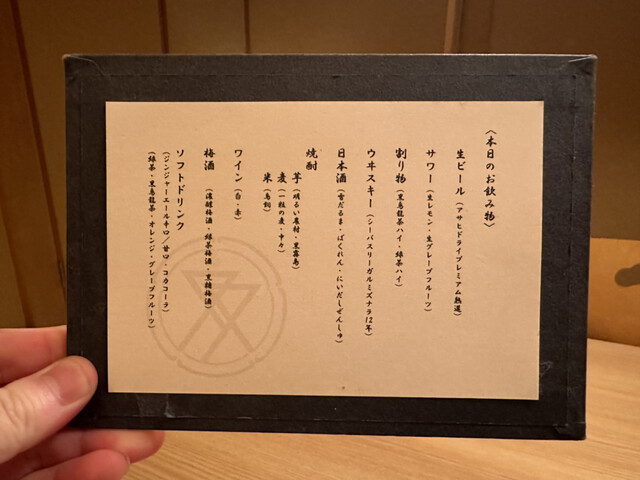 〈本日のお飲み物〉
生ビール（アサヒドライプレミアム熟選）
サワー（生レモン・生グレープフルーツ）
割り物（黒烏龍茶ハイ・緑茶ハイ）
ウヰスキー（シーバスリーガルミズナラ12年）
日本酒（雪だるま・ばくれん・にいだしぜんしゅ）
焼酎
芋（明るい農村・黒霧島）
麦（一粒の麦・中々）
米（鳥飼）
ワイン（白・赤）
梅酒（濃醇梅酒・緑茶梅酒・黒糖梅酒）
ソフトドリンク
（ジンジャーエール辛口／甘口・コカコーラ）
（緑茶・黒烏龍茶・オレンジ・グレープフルーツ）